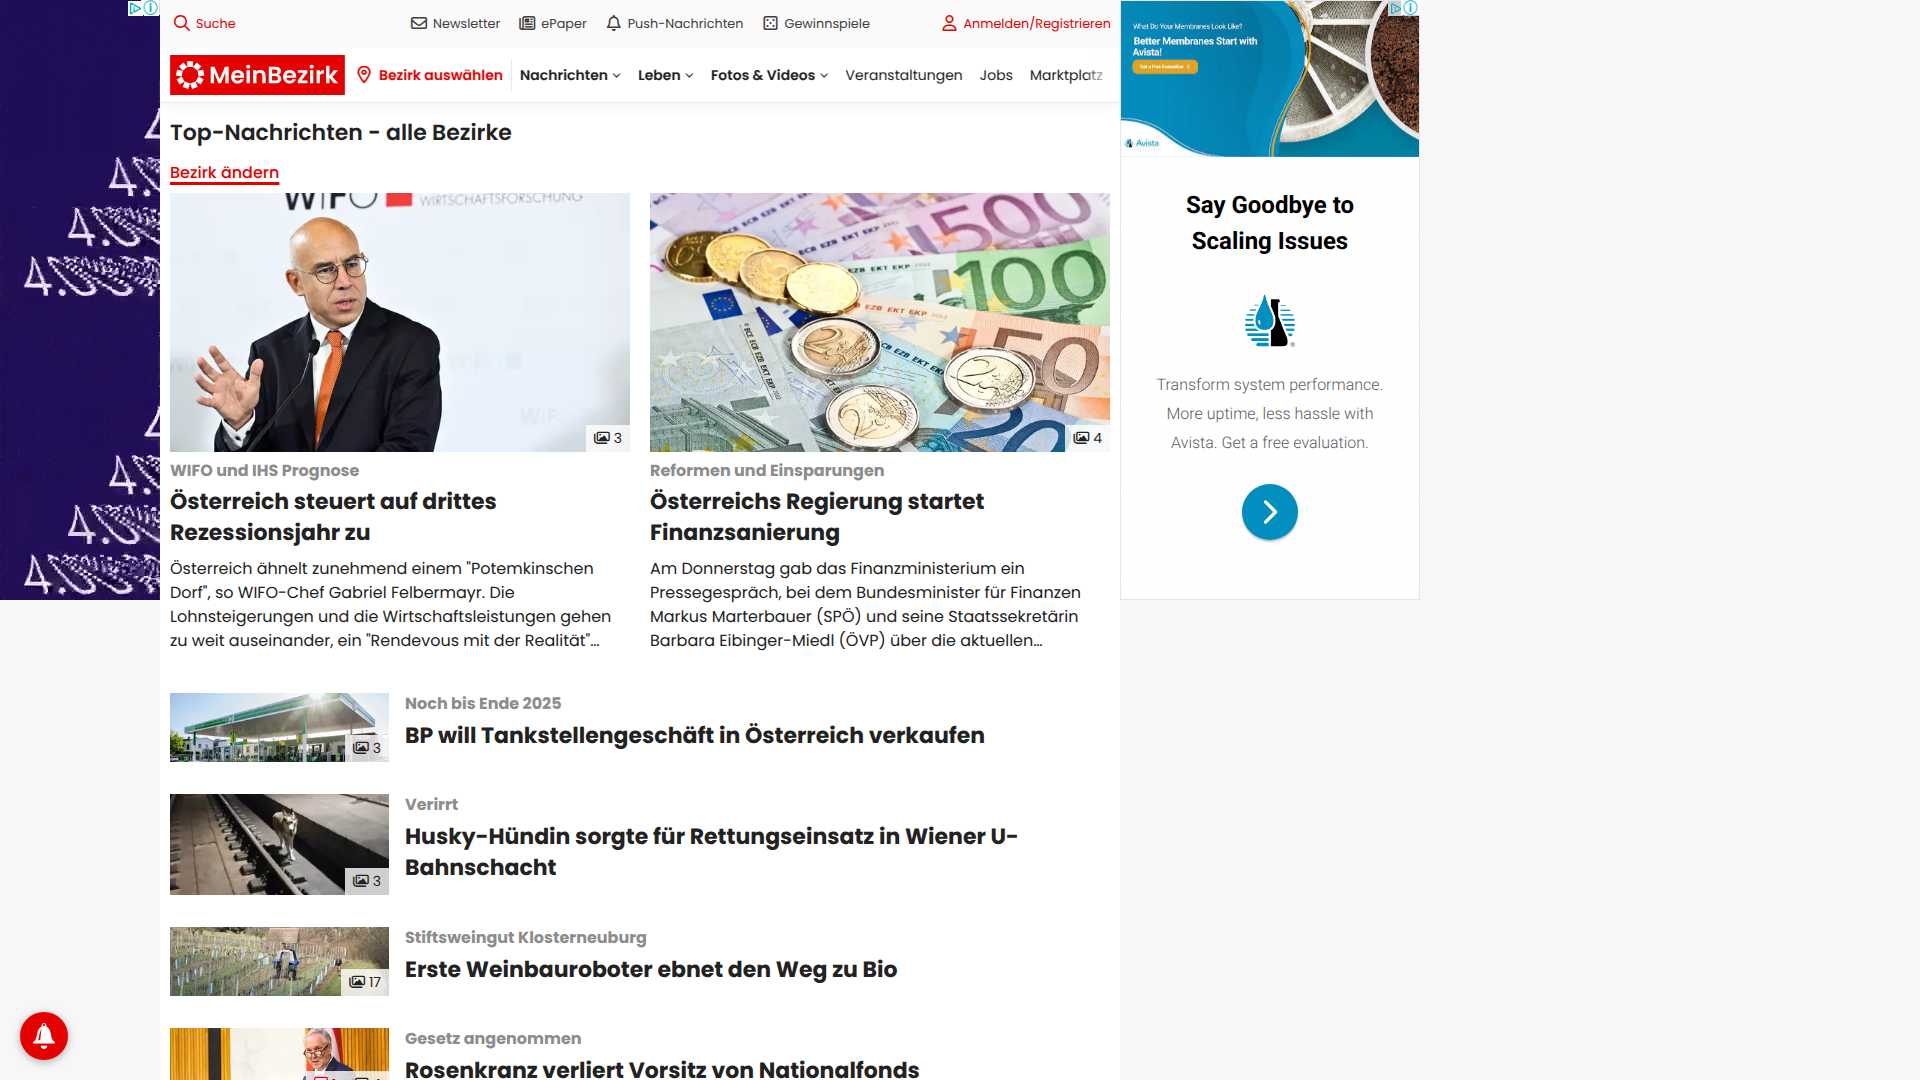 Suche
Newsletter
ePaper
Push-Nachrichten
Gewinnspiele
Anmelden/Registrieren
MeinBezirk
Bezirk auswählen
Nachrichten
Leben
Fotos & Videos
Veranstaltungen
Jobs
Marktplatz
Top-Nachrichten - alle Bezirke
Bezirk ändern
WIFO
WIRTSCHAFTSFORSCHUNG
3
WIFO und IHS Prognose
Österreich steuert auf drittes
Rezessionsjahr zu
Österreich ähnelt zunehmend einem "Potemkinschen
Dorf", so WIFO-Chef Gabriel Felbermayr. Die
Lohnsteigerungen und die Wirtschaftsleistungen gehen
zu weit auseinander, ein "Rendevous mit der Realität"...
500
100
50
20
4
Reformen und Einsparungen
Österreichs Regierung startet
Finanzsanierung
Am Donnerstag gab das Finanzministerium ein
Pressegespräch, bei dem Bundesminister für Finanzen
Markus Marterbauer (SPÖ) und seine Staatssekretärin
Barbara Eibinger-Miedl (ÖVP) über die aktuellen...
3
Noch bis Ende 2025
BP will Tankstellengeschäft in Österreich verkaufen
3
Verirrt
Husky-Hündin sorgte für Rettungseinsatz in Wiener U-
Bahnschacht
17
Stiftsweingut Klosterneuburg
Erste Weinbauroboter ebnet den Weg zu Bio
Gesetz angenommen
Rosenkranz verliert Vorsitz von Nationalfonds
What Do Your Membranes Look Like?
Better Membranes Start with
Avista!
Get a Free Evaluation
Avista
Say Goodbye to
Scaling Issues
Transform system performance.
More uptime, less hassle with
Avista. Get a free evaluation.